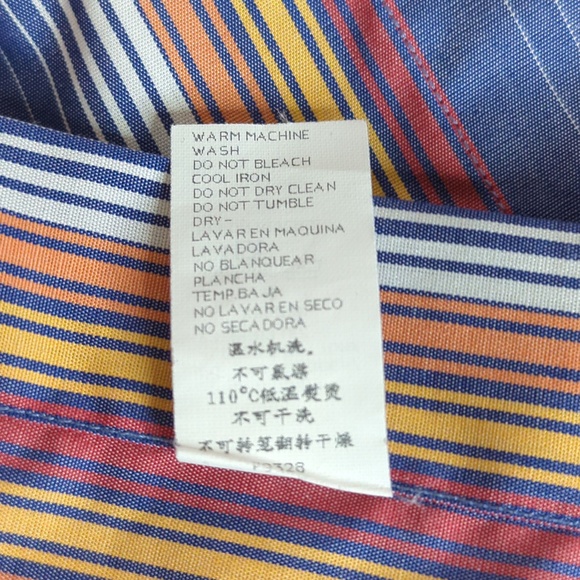 WARM MACHINE
WASH
DO NOT BLEACH
COOL IRON
DO NOT DRY CLEAN
DO NOT TUMBLE
DRY-
LAVAR EN MAQUINA
LAVADORA
NO BLANQUEAR
PLANCHA
TEMP.BAJA
NO LAVAR EN SECO
NO SECADORA
温水机洗。
不可氯漂
110°C低温熨烫
不可干洗
不可转笼翻转干燥